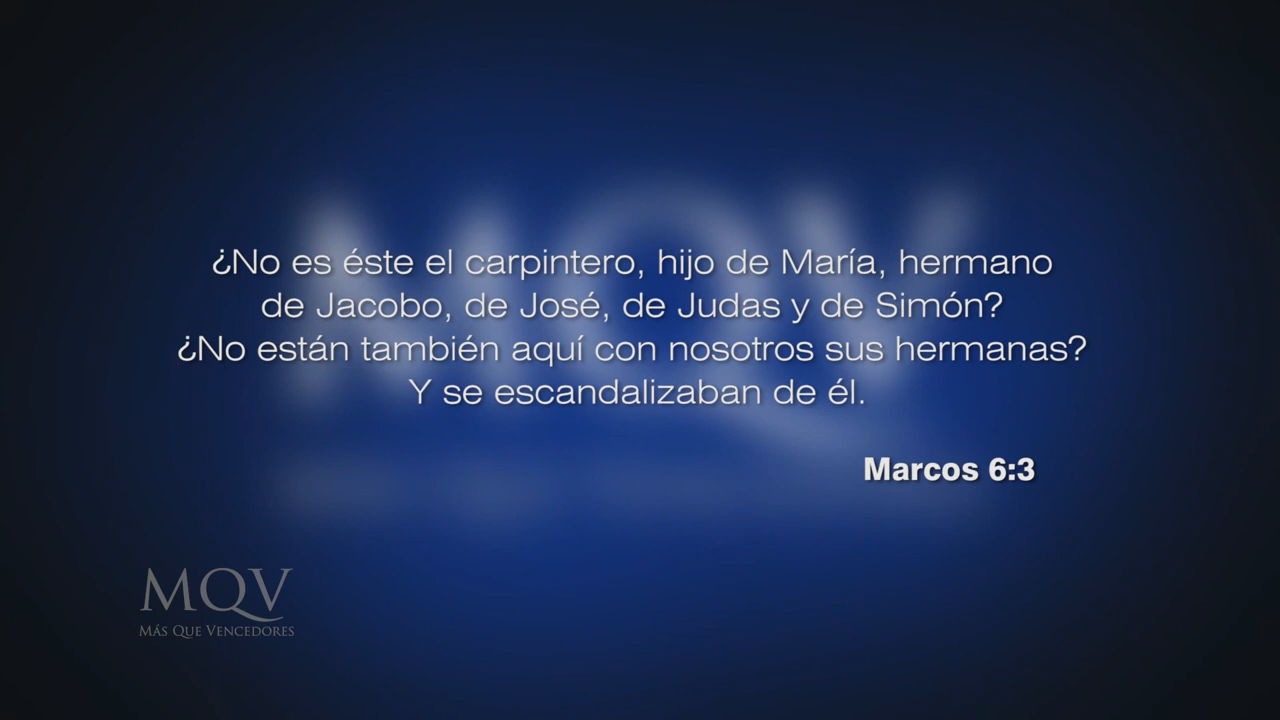 ¿No es éste el carpintero, hijo de María, hermano
de Jacobo, de José, de Judas y de Simón?
¿No están también aquí con nosotros sus hermanas?
Y se escandalizaban de él.
Marcos 6:3
MQV
MÁS QUE VENCEDORES